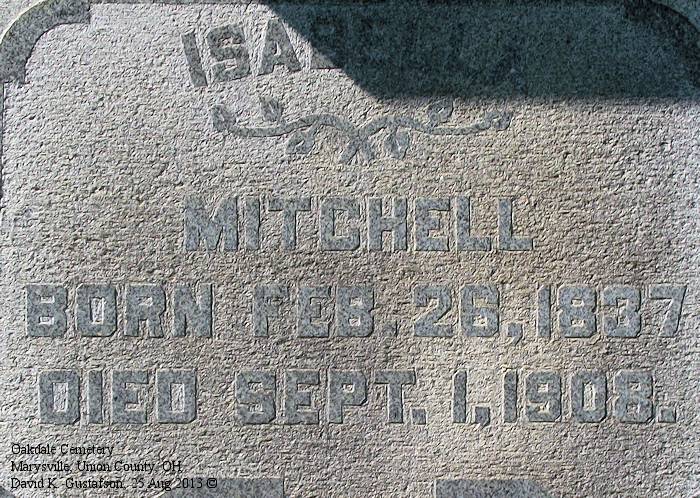 MITCHELL
BORN FEB. 26, 1837
DIED SEPT. 1, 1908.
Oakdale Cemetery
Marysville, Union County, OH
David K. Gustafson, 25 Aug 2013 ©